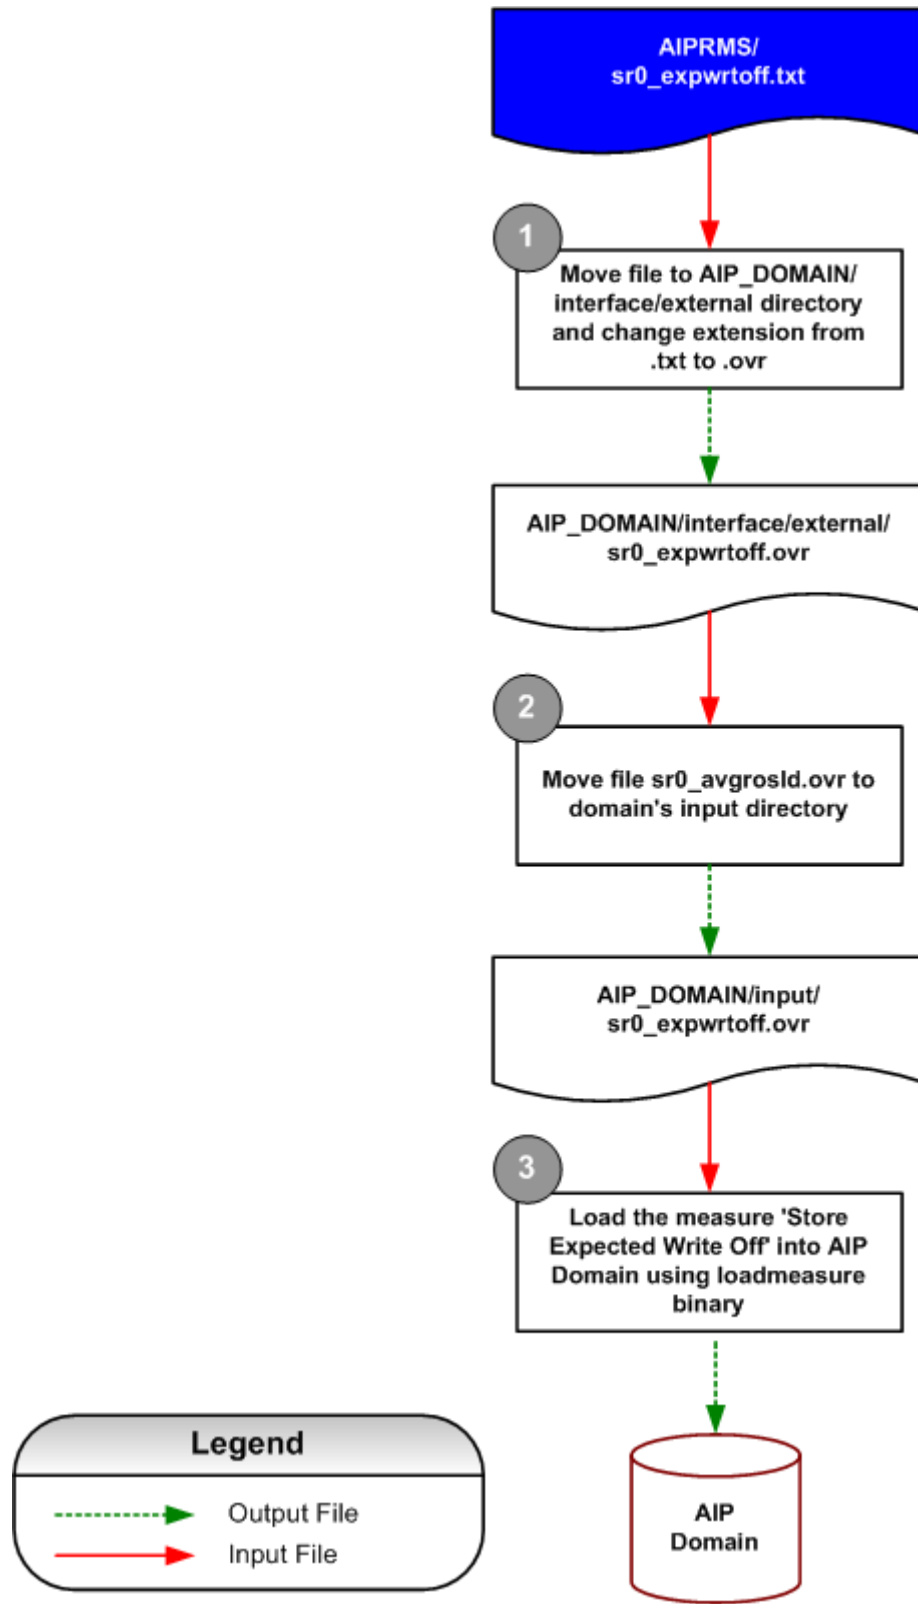 AIPRMS/
sr0_expwrtoff.txt
1
Move file to AIP_DOMAIN/
interface/external directory
and change extension from
.txt to .ovr
AIP_DOMAIN/interface/external/
sr0_expwrtoff.ovr
2
Move file sr0_avgrosld.ovr to
domain's input directory
AIP_DOMAIN/input/
sr0_expwrtoff.ovr
3
Load the measure 'Store
Expected Write Off' into AIP
Domain using loadmeasure
binary
AIP
Domain
Legend
Output File
Input File